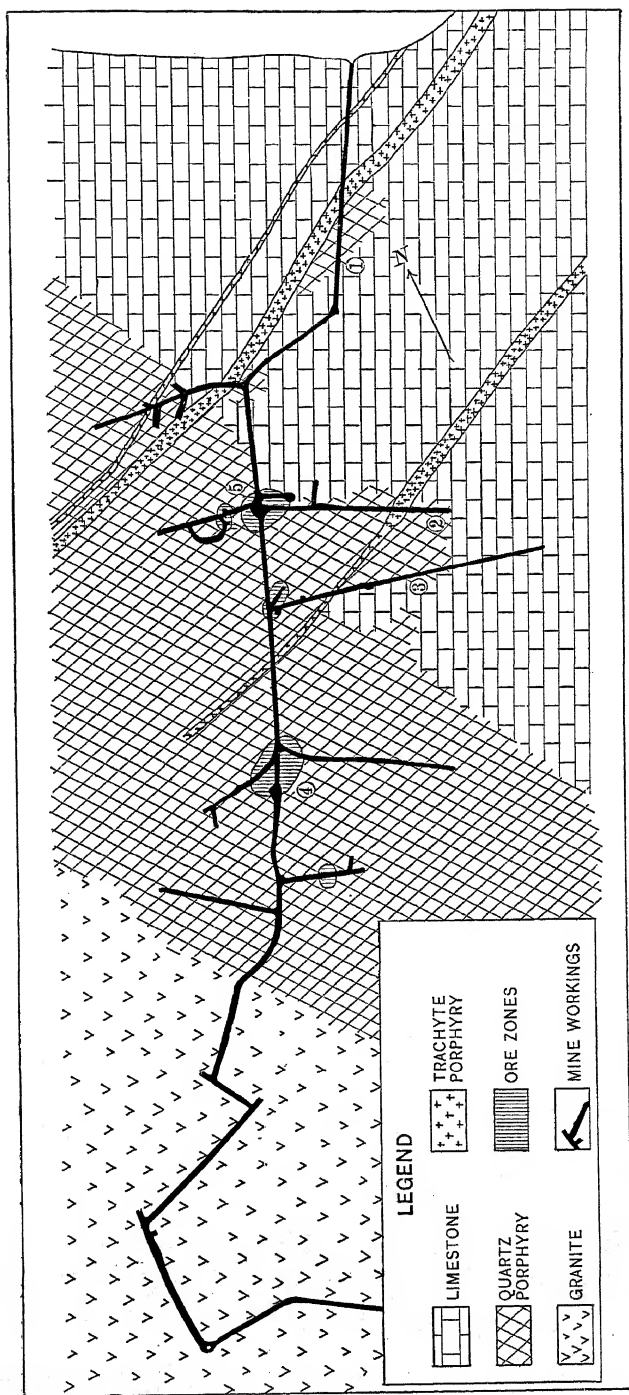 ①
N
5
②
③
④
LEGEND
LIMESTONE
TRACHYTE
PORPHYRY
QUARTZ
PORPHYRY
ORE ZONES
GRANITE
MINE WORKINGS